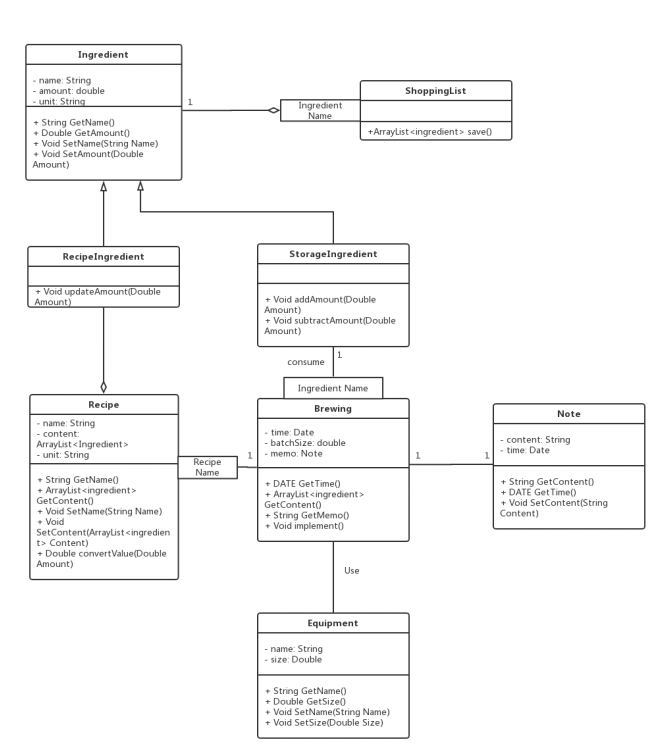 Ingredient
- name: String
- amount: double
- unit: String
+ String GetName()
+ Double GetAmount()
+ Void SetName(String Name)
+ Void SetAmount(Double
Amount)
1
Ingredient
Name
ShoppingList
+ArrayList<ingredient> save()
RecipeIngredient
+ Void updateAmount(Double
Amount)
StorageIngredient
+ Void addAmount(Double
Amount)
+ Void subtractAmount(Double
Amount)
1
consume
Ingredient Name
Recipe
- name: String
- content:
ArrayList<Ingredient>
- unit: String
+ String GetName()
+ ArrayList<ingredient>
GetContent()
+ Void SetName(String Name)
+ Void
SetContent(ArrayList<ingredien
t> Content)
+ Double convertValue(Double
Amount)
Recipe
Name
1
Brewing
- time: Date
- batchSize: double
- memo: Note
+ DATE GetTime()
+ ArrayList<ingredient>
GetContent()
+ String GetMemo()
+ Void implement()
1
1
Note
- content: String
- time: Date
+ String GetContent()
+ DATE GetTime()
+ Void SetContent(String
Content)
Use
Equipment
- name: String
- size: Double
+ String GetName()
+ Double GetSize()
+ Void SetName(String Name)
+ Void SetSize(Double Size)